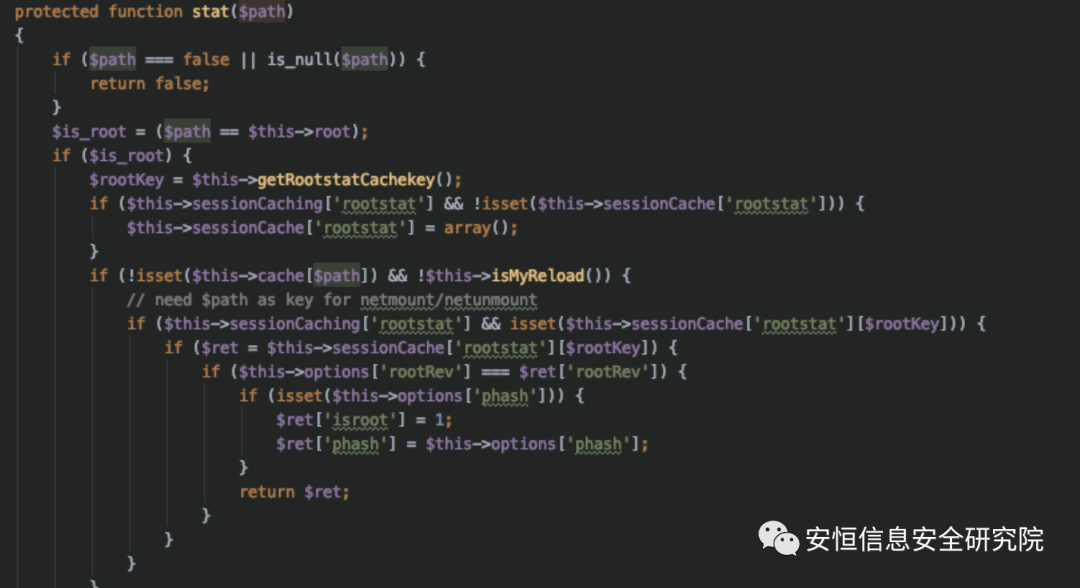 protected function stat($path)
{
    if ($path === false || is_null($path)) {
        return false;
    }
    $is_root = ($path == $this->root);
    if ($is_root) {
        $rootKey = $this->getRootstatCachekey();
        if ($this->sessionCaching['rootstat'] && !isset($this->sessionCache['rootstat'])) {
            $this->sessionCache['rootstat'] = array();
        }
        if (!isset($this->cache[$path]) && !$this->isMyReload()) {
            // need $path as key for netmount/netunmount
            if ($this->sessionCaching['rootstat'] && isset($this->sessionCache['rootstat'][$rootKey])) {
                if ($ret = $this->sessionCache['rootstat'][$rootKey]) {
                    if ($this->options['rootRev'] === $ret['rootRev']) {
                        if (isset($this->options['phash'])) {
                            $ret['isroot'] = 1;
                            $ret['phash'] = $this->options['phash'];
                        }
                        return $ret;
                    }
                }
            }
        }
安恒信息安全研究院